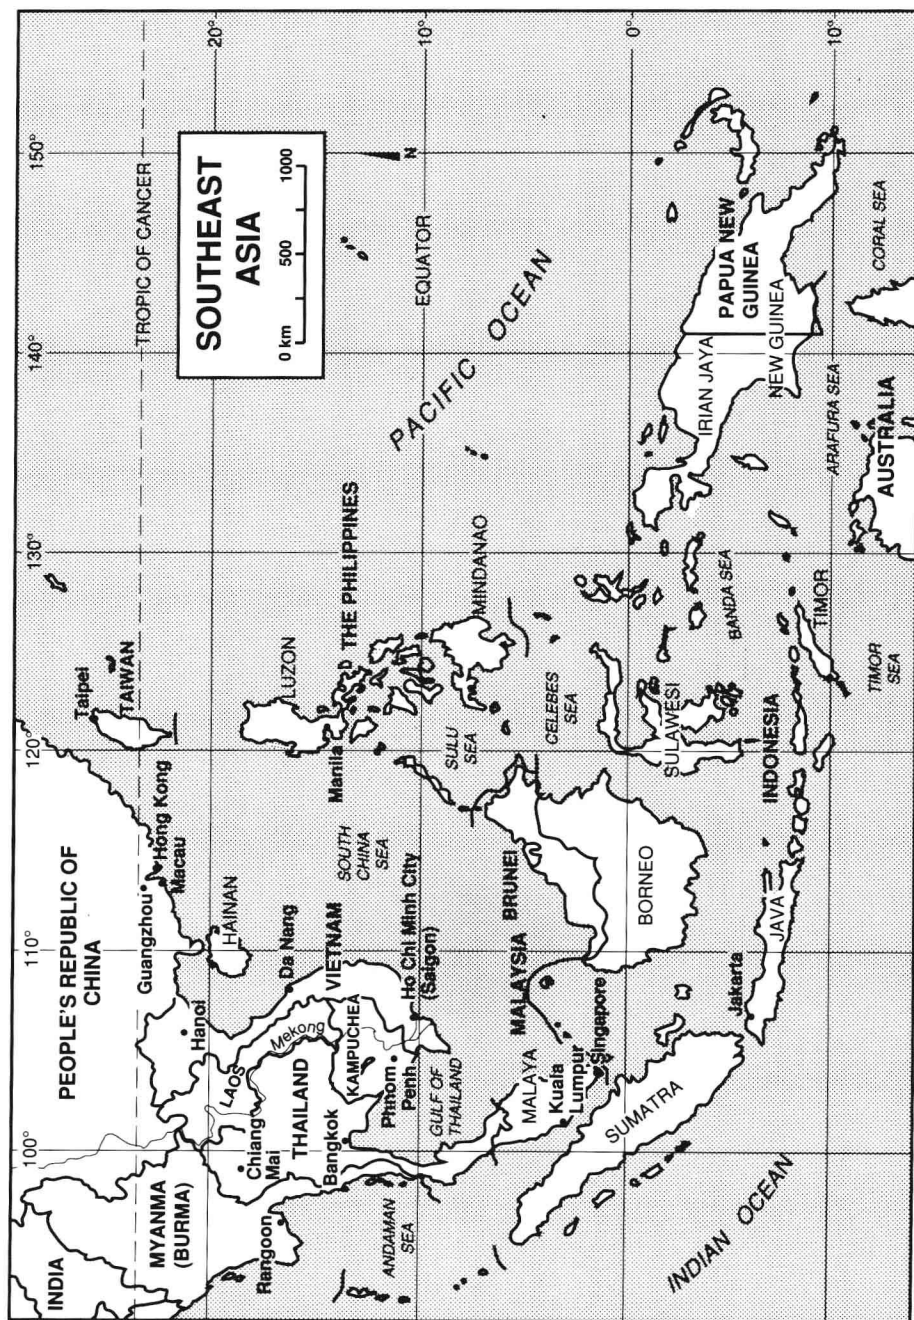 100°
110°
120°
130°
140°
150°
20°
10°
0°
10°
INDIA
PEOPLE'S REPUBLIC OF
CHINA
TROPIC OF CANCER
SOUTHEAST
ASIA
0 km
500
1000
N
MYANMA
(BURMA)
Rangoon
Hanoi
Guangzhou
Hong Kong
Macau
Taipei
TAIWAN
HAINAN
LAOS
Chiang
Mai
THAILAND
Bangkok
Mekong
Da Nang
VIETNAM
KAMPUCHEA
Phnom
Penh
Ho Chi Minh City
(Saigon)
GULF OF
THAILAND
ANDAMAN
SEA
SOUTH
CHINA
SEA
LUZON
Manila
THE PHILIPPINES
SULU
SEA
MINDANAO
CELEBES
SEA
PACIFIC OCEAN
EQUATOR
MALAYSIA
BRUNEI
MALAYA
Kuala
Lumpur
Singapore
SUMATRA
BORNEO
SULAWESI
INDIAN OCEAN
Jakarta
JAVA
INDONESIA
BANDA SEA
TIMOR
TIMOR
SEA
IRIAN JAYA
NEW GUINEA
PAPUA NEW
GUINEA
ARAFURA SEA
AUSTRALIA
CORAL SEA